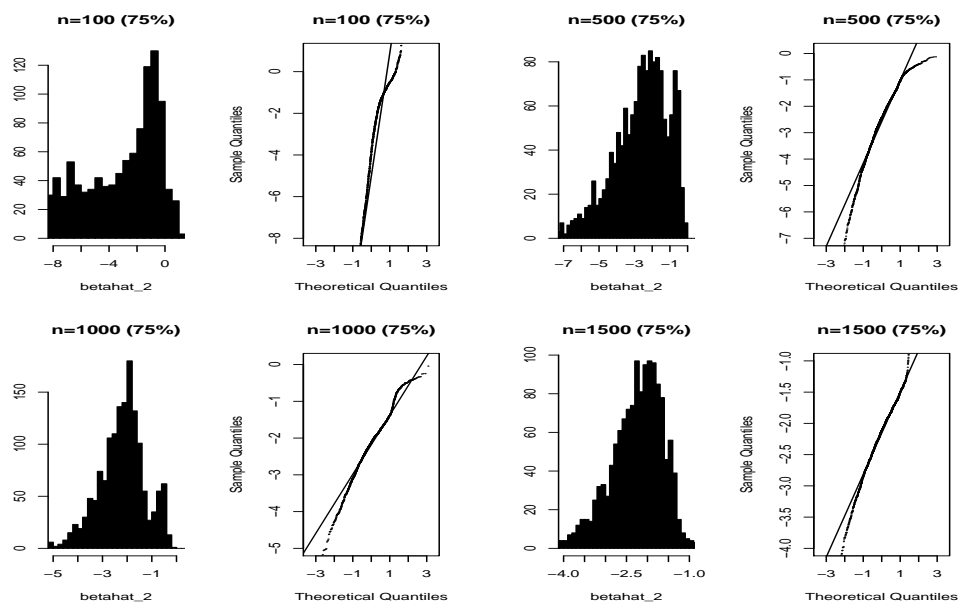 n=100 (75%)
n=100 (75%)
n=500 (75%)
n=500 (75%)
0 20 40 60 80 100 120
−8 −4 0
betahat_2
Sample Quantiles
−8 −6 −4 −2 0
−3 −1 1 3
Theoretical Quantiles
0 20 40 60 80
−7 −5 −3 −1
betahat_2
Sample Quantiles
−7 −6 −5 −4 −3 −2 −1 0
−3 −1 1 3
Theoretical Quantiles
n=1000 (75%)
n=1000 (75%)
n=1500 (75%)
n=1500 (75%)
0 50 100 150
−5 −3 −1
betahat_2
Sample Quantiles
−5 −4 −3 −2 −1 0
−3 −1 1 3
Theoretical Quantiles
0 20 40 60 80 100
−4.0 −2.5 −1.0
betahat_2
Sample Quantiles
−4.0 −3.5 −3.0 −2.5 −2.0 −1.5 −1.0
−3 −1 1 3
Theoretical Quantiles